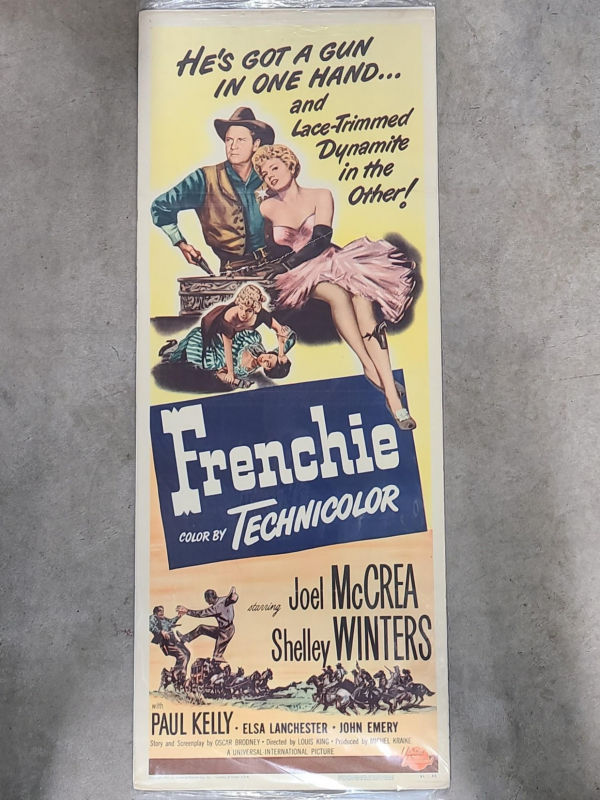 HE'S GOT A GUN
IN ONE HAND...
and
Lace-Trimmed
Dynamite
in the
Other!
Frenchie
COLOR BY TECHNICOLOR
starring Joel McCREA
Shelley WINTERS
with
PAUL KELLY · ELSA LANCHESTER · JOHN EMERY
Story and Screenplay by OSCAR BRODNEY · Directed by LOUIS KING · Produced by MICHEL KRAIKE
A UNIVERSAL-INTERNATIONAL PICTURE